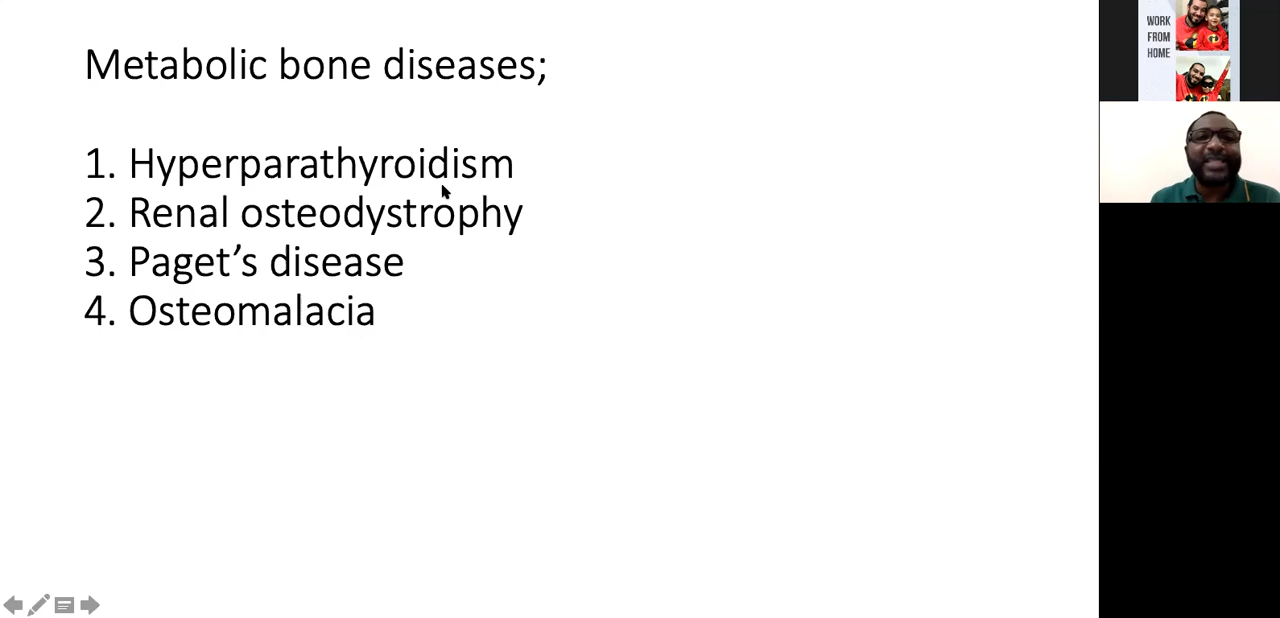 Metabolic bone diseases;
1. Hyperparathyroidism
2. Renal osteodystrophy
3. Paget’s disease
4. Osteomalacia
WORK
FROM
HOME